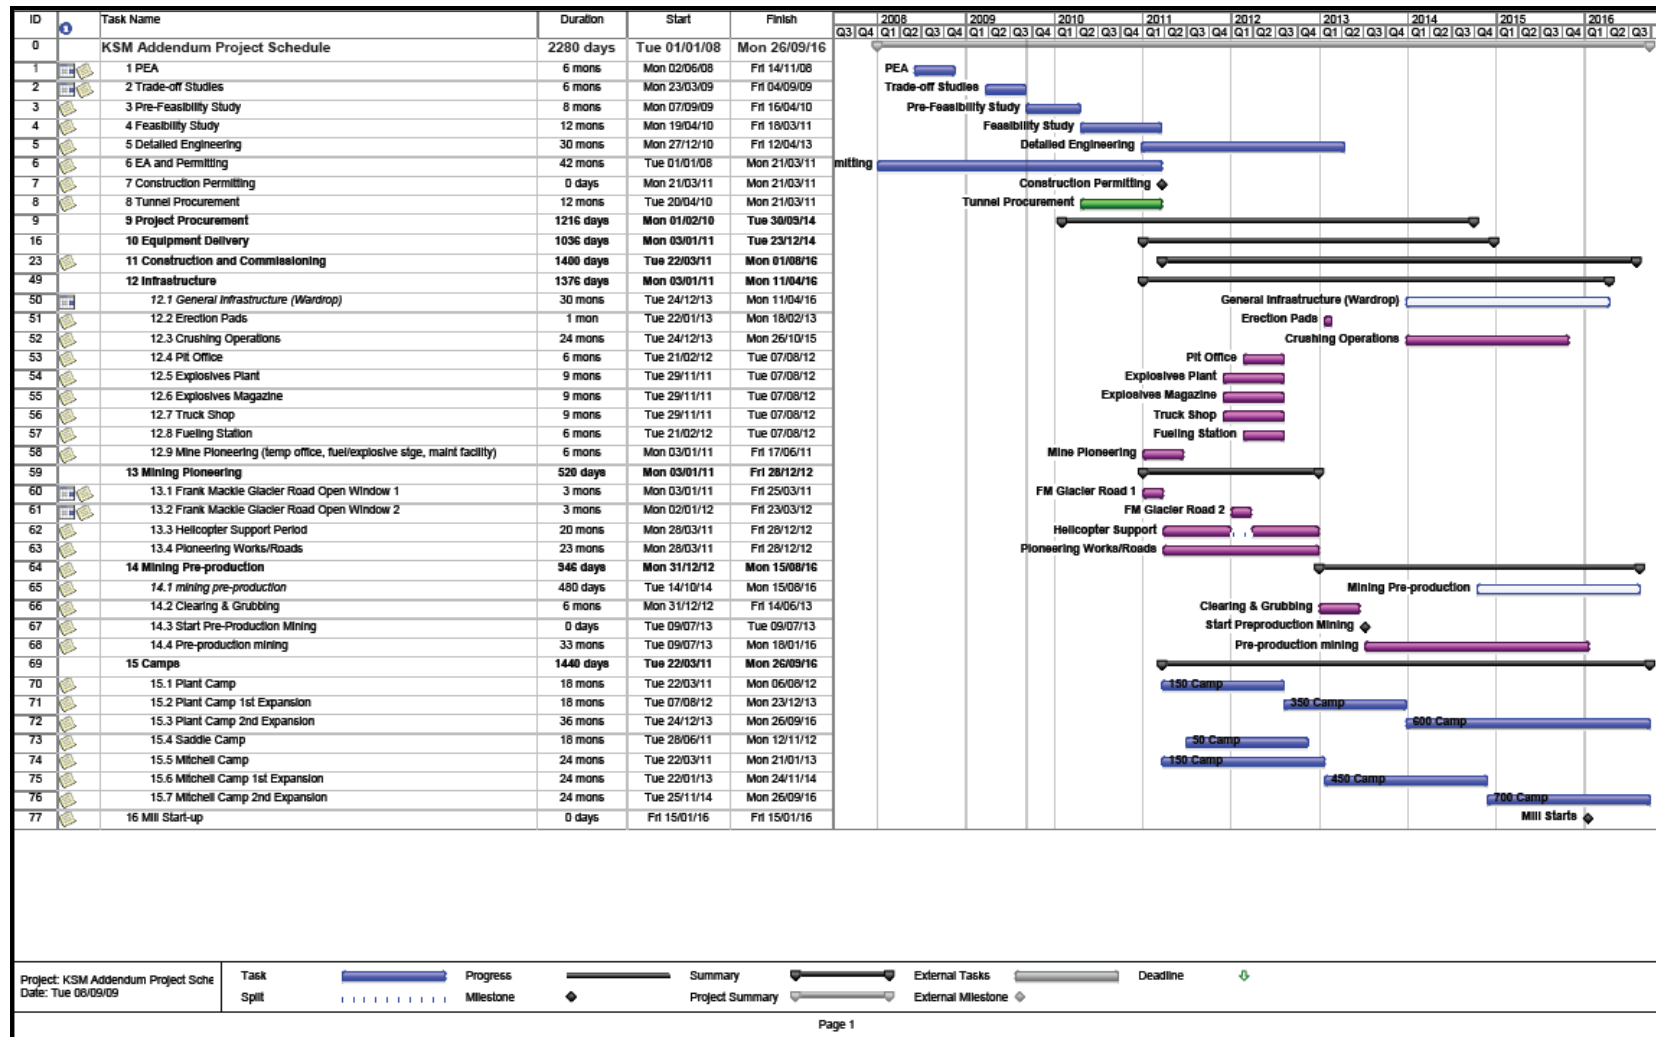 ID Task Name Duration Start Finish 2008 2009 2010 2011 2012 2013 2014 2015 2016
Q3 Q4 Q1 Q2 Q3 Q4 Q1 Q2 Q3 Q4 Q1 Q2 Q3 Q4 Q1 Q2 Q3 Q4 Q1 Q2 Q3 Q4 Q1 Q2 Q3 Q4 Q1 Q2 Q3 Q4 Q1 Q2 Q3 Q4 Q1 Q2 Q3
0 KSM Addendum Project Schedule 2280 days Tue 01/01/08 Mon 26/09/16
1 1 PEA 6 mons Mon 02/06/08 Fri 14/11/08 PEA
2 2 Trade-off Studies 6 mons Mon 23/03/09 Fri 04/09/09 Trade-off Studies
3 3 Pre-Feasibility Study 8 mons Mon 07/09/09 Fri 16/04/10 Pre-Feasibility Study
4 4 Feasibility Study 12 mons Mon 19/04/10 Fri 18/03/11 Feasibility Study
5 5 Detailed Engineering 30 mons Mon 27/12/10 Fri 12/04/13 Detailed Engineering
6 6 EA and Permitting 42 mons Tue 01/01/08 Mon 21/03/11 mitting
7 7 Construction Permitting 0 days Mon 21/03/11 Mon 21/03/11 Construction Permitting
8 8 Tunnel Procurement 12 mons Tue 20/04/10 Mon 21/03/11 Tunnel Procurement
9 9 Project Procurement 1216 days Mon 01/02/10 Tue 30/09/14
16 10 Equipment Delivery 1036 days Mon 03/01/11 Tue 23/12/14
23 11 Construction and Commissioning 1400 days Tue 22/03/11 Mon 01/08/16
49 12 Infrastructure 1376 days Mon 03/01/11 Mon 11/04/16
50 12.1 General Infrastructure (Wardrop) 30 mons Tue 24/12/13 Mon 11/04/16 General Infrastructure (Wardrop)
51 12.2 Erection Pads 1 mon Tue 22/01/13 Mon 18/02/13 Erection Pads
52 12.3 Crushing Operations 24 mons Tue 24/12/13 Mon 26/10/15 Crushing Operations
53 12.4 Pit Office 6 mons Tue 21/02/12 Tue 07/08/12 Pit Office
54 12.5 Explosives Plant 9 mons Tue 29/11/11 Tue 07/08/12 Explosives Plant
55 12.6 Explosives Magazine 9 mons Tue 29/11/11 Tue 07/08/12 Explosives Magazine
56 12.7 Truck Shop 9 mons Tue 29/11/11 Tue 07/08/12 Truck Shop
57 12.8 Fueling Station 6 mons Tue 21/02/12 Tue 07/08/12 Fueling Station
58 12.9 Mine Pioneering (temp office, fuel/explosive stge, maint facility) 6 mons Mon 03/01/11 Fri 17/06/11 Mine Pioneering
59 13 Mining Pioneering 520 days Mon 03/01/11 Fri 28/12/12
60 13.1 Frank Mackie Glacier Road Open Window 1 3 mons Mon 03/01/11 Fri 25/03/11 FM Glacier Road 1
61 13.2 Frank Mackie Glacier Road Open Window 2 3 mons Mon 02/01/12 Fri 23/03/12 FM Glacier Road 2
62 13.3 Helicopter Support Period 20 mons Mon 28/03/11 Fri 28/12/12 Helicopter Support
63 13.4 Pioneering Works/Roads 23 mons Mon 28/03/11 Fri 28/12/12 Pioneering Works/Roads
64 14 Mining Pre-production 946 days Mon 31/12/12 Mon 15/08/16
65 14.1 mining pre-production 480 days Tue 14/10/14 Mon 15/08/16 Mining Pre-production
66 14.2 Clearing & Grubbing 6 mons Mon 31/12/12 Fri 14/06/13 Clearing & Grubbing
67 14.3 Start Pre-Production Mining 0 days Tue 09/07/13 Tue 09/07/13 Start Preproduction Mining
68 14.4 Pre-production mining 33 mons Tue 09/07/13 Mon 18/01/16 Pre-production mining
69 15 Camps 1440 days Tue 22/03/11 Mon 26/09/16
70 15.1 Plant Camp 18 mons Tue 22/03/11 Mon 06/08/12 150 Camp
71 15.2 Plant Camp 1st Expansion 18 mons Tue 07/08/12 Mon 23/12/13 350 Camp
72 15.3 Plant Camp 2nd Expansion 36 mons Tue 24/12/13 Mon 26/09/16 600 Camp
73 15.4 Saddle Camp 18 mons Tue 28/06/11 Mon 12/11/12 50 Camp
74 15.5 Mitchell Camp 24 mons Tue 22/03/11 Mon 21/01/13 150 Camp
75 15.6 Mitchell Camp 1st Expansion 24 mons Tue 22/01/13 Mon 24/11/14 450 Camp
76 15.7 Mitchell Camp 2nd Expansion 24 mons Tue 25/11/14 Mon 26/09/16 700 Camp
77 16 Mill Start-up 0 days Fri 15/01/16 Fri 15/01/16 Mill Starts
Project: KSM Addendum Project Sche
Date: Tue 08/09/09
Task Progress Summary External Tasks Deadline
Split Milestone Project Summary External Milestone
Page 1